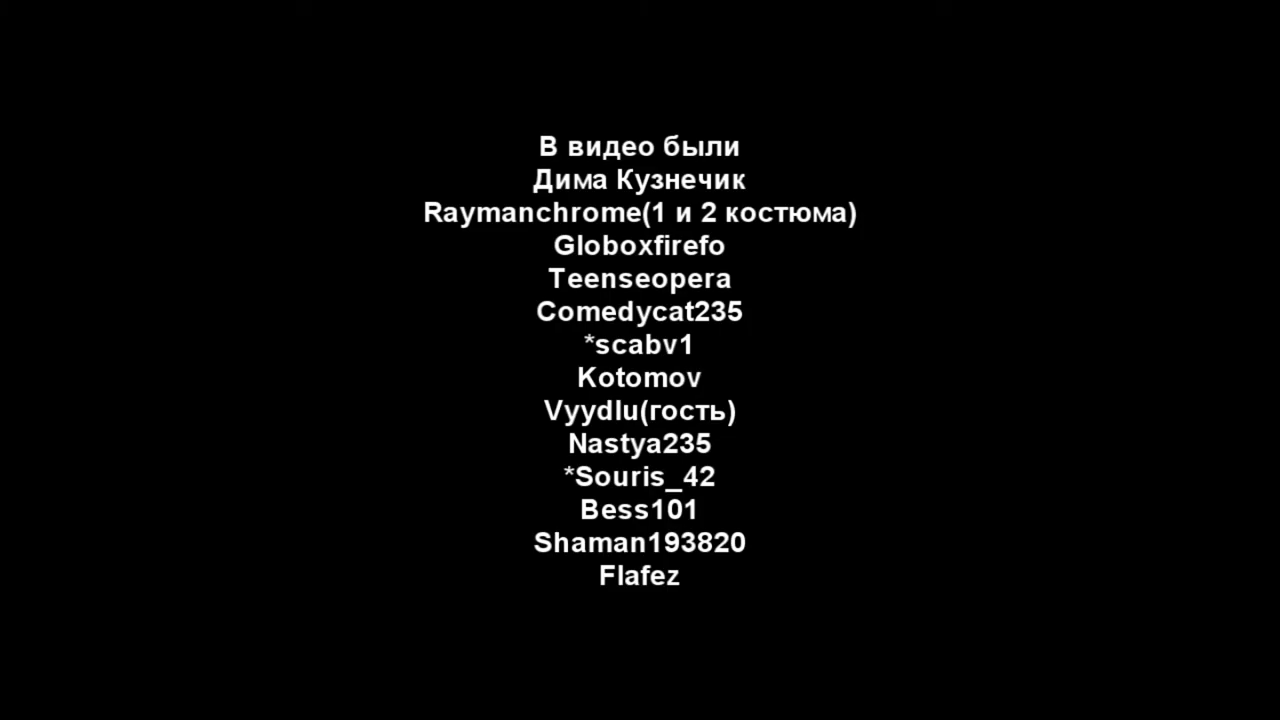 В видео были
Дима Кузнечик
Raymanchrome(1 и 2 костюма)
Globoxfirefo
Teenseopera
Comedycat235
*scabv1
Kotomov
Vyydlu(гость)
Nastya235
*Souris_42
Bess101
Shaman193820
Flafez